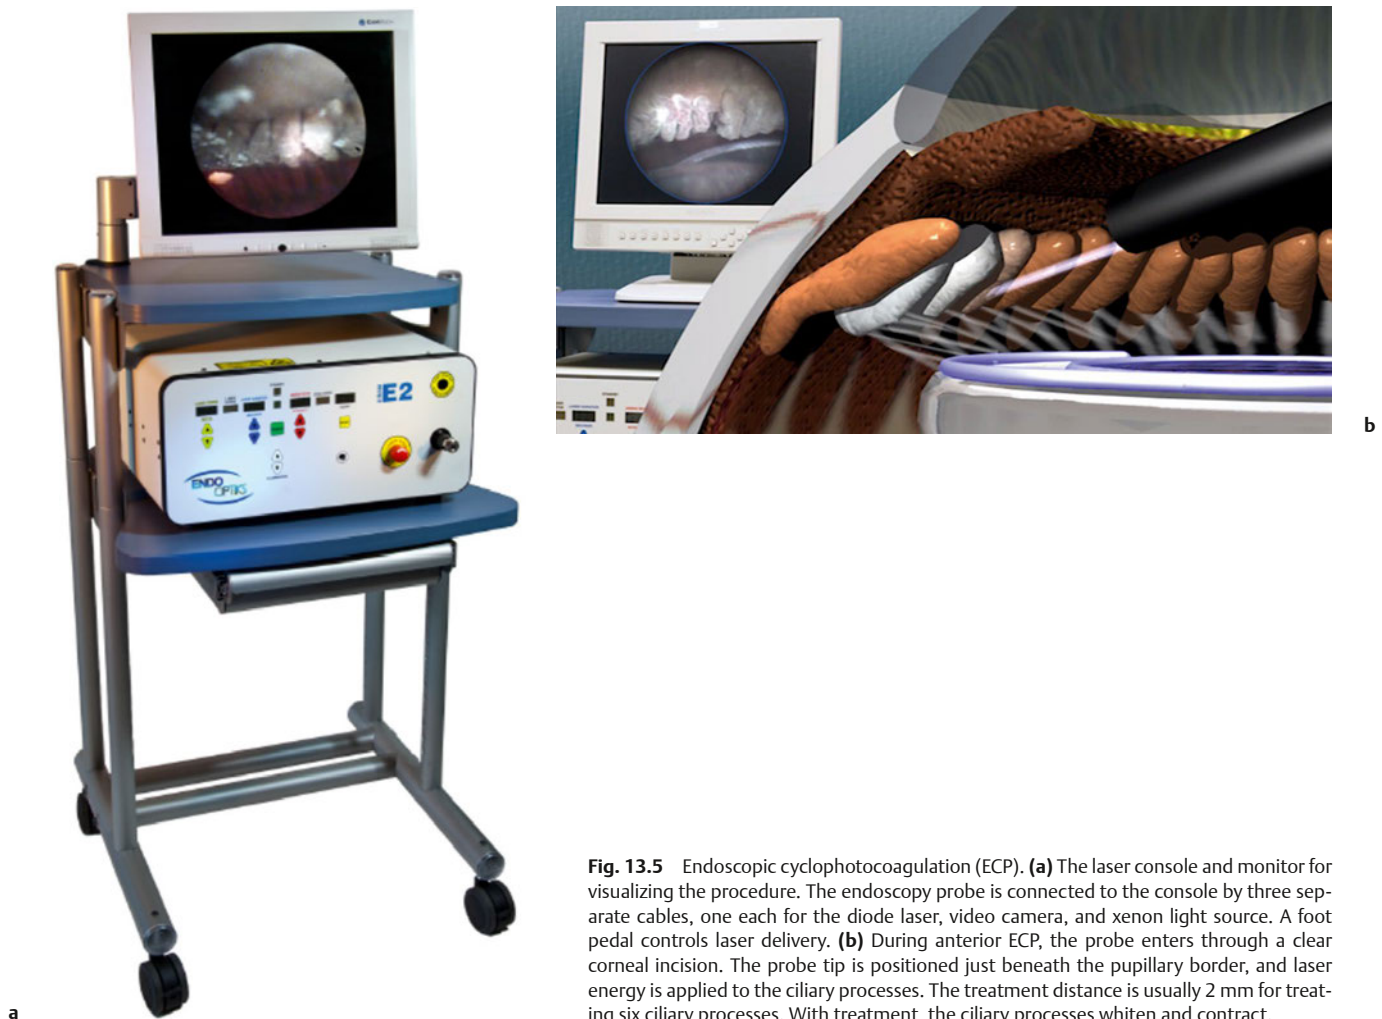 E2
ENDO
OPTIKS
b
a
Fig. 13.5 Endoscopic cyclophotocoagulation (ECP). (a) The laser console and monitor for
visualizing the procedure. The endoscopy probe is connected to the console by three sep-
arate cables, one each for the diode laser, video camera, and xenon light source. A foot
pedal controls laser delivery. (b) During anterior ECP, the probe enters through a clear
corneal incision. The probe tip is positioned just beneath the pupillary border, and laser
energy is applied to the ciliary processes. The treatment distance is usually 2 mm for treat-
ing six ciliary processes. With treatment, the ciliary processes whiten and contract